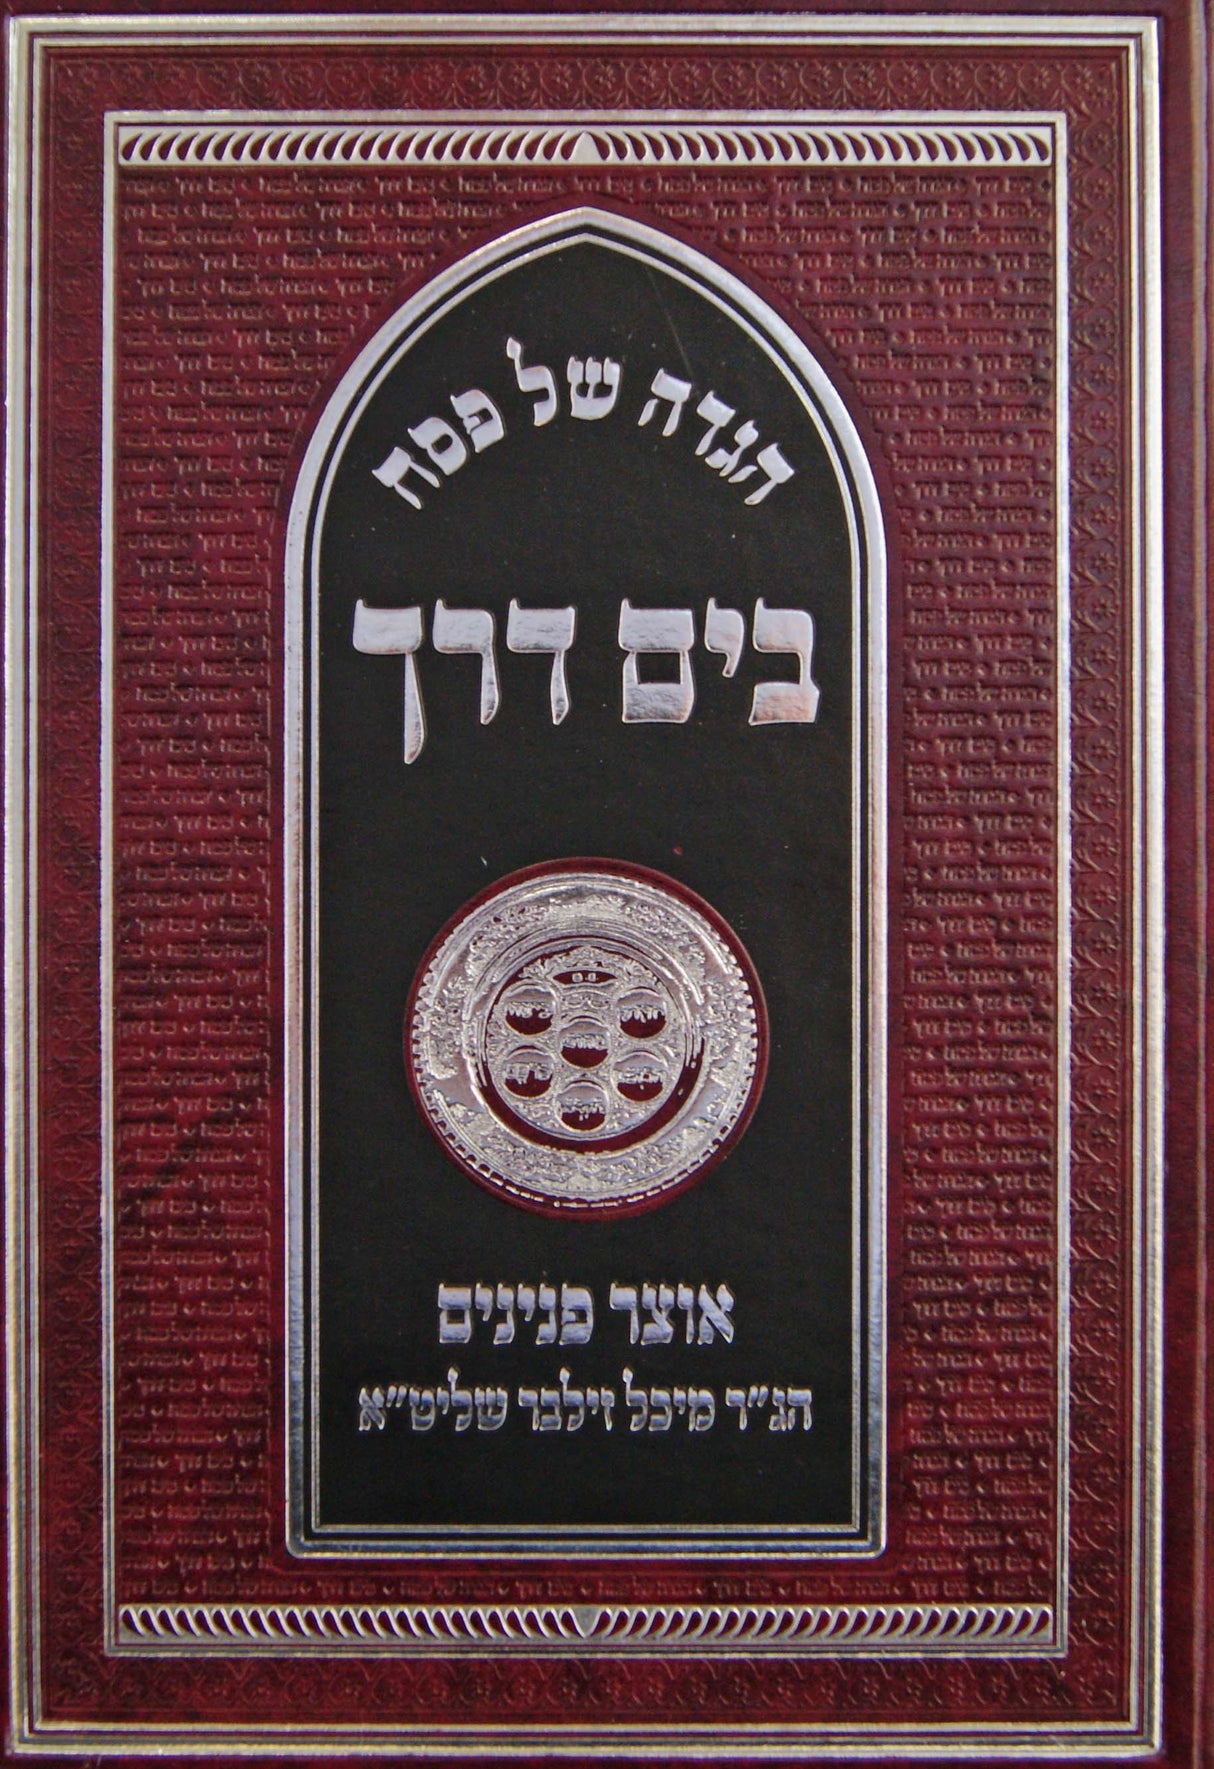 הגדה של פסח
בים דרך
אוצר פנינים
הג"ר מיכל זילבר שליט"א